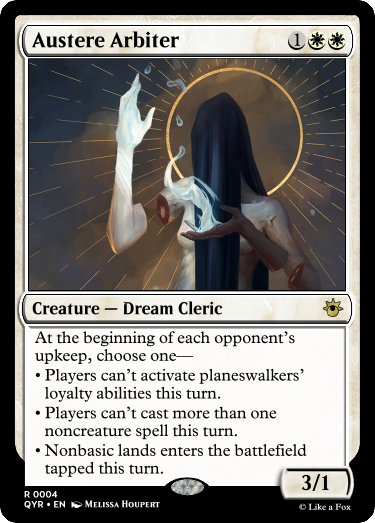 Austere Arbiter 1
Creature — Dream Cleric
At the beginning of each opponent's
upkeep, choose one—
• Players can't activate planeswalkers'
loyalty abilities this turn.
• Players can't cast more than one
noncreature spell this turn.
• Nonbasic lands enters the battlefield
tapped this turn.
3/1
R 0004
QYR • EN Melissa Houpert
© Like a Fox